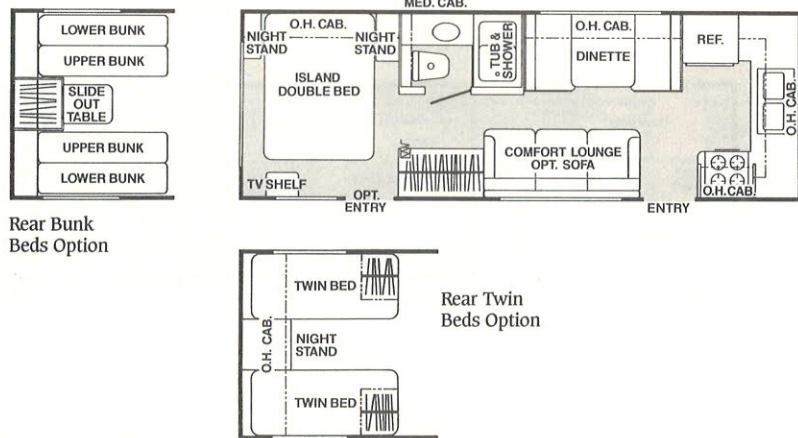 LOWER BUNK
UPPER BUNK
SLIDE
OUT
TABLE
UPPER BUNK
LOWER BUNK
Rear Bunk
Beds Option
MED. CAB.
O.H. CAB.
NIGHT
STAND
NIGHT
STAND
ISLAND
DOUBLE BED
TV SHELF
OPT.
ENTRY
TUB &
SHOWER
O.H. CAB.
DINETTE
REF.
O.H. CAB.
COMFORT LOUNGE
OPT. SOFA
O.H. CAB.
ENTRY
TWIN BED
O.H. CAB.
NIGHT
STAND
TWIN BED
Rear Twin
Beds Option